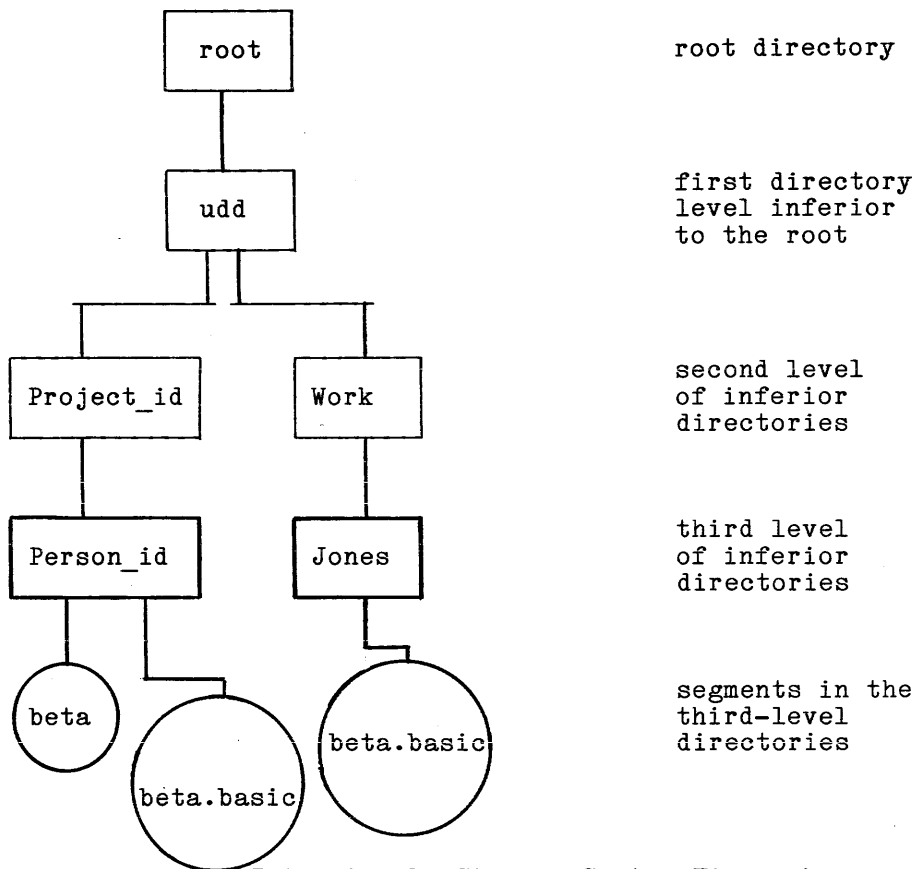 root
root directory
udd
first directory
level inferior
to the root
Project_id
Work
second level
of inferior
directories
Person_id
Jones
third level
of inferior
directories
beta
beta.basic
beta.basic
segments in the
third-level
directories